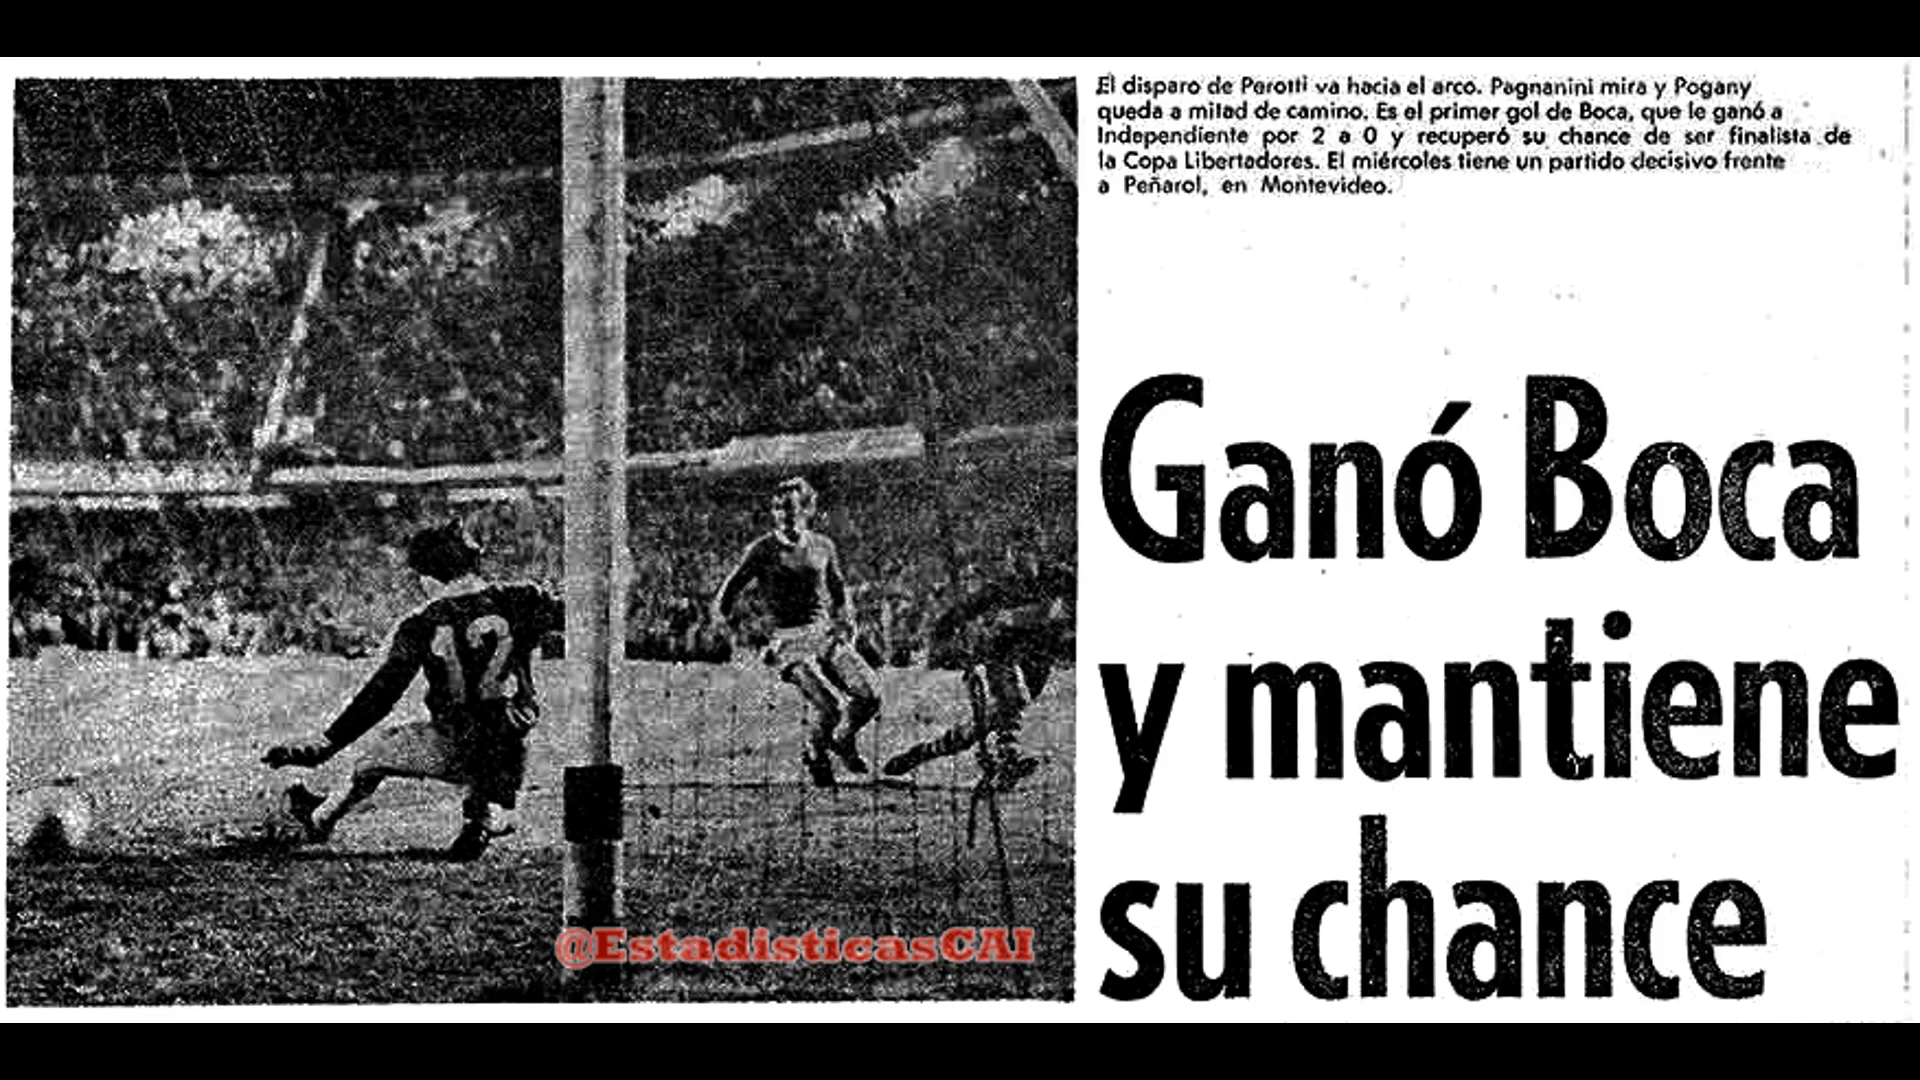 El disparo de Perotti va hacia el arco. Pagnanini mira y Pogany
queda a mitad de camino. Es el primer gol de Boca, que le ganó a
Independiente por 2 a 0 y recuperó su chance de ser finalista de
la Copa Libertadores. El miércoles tiene un partido decisivo frente
a Peñarol, en Montevideo.
Ganó Boca
y mantiene
su chance
12
@EstadisticasCAI